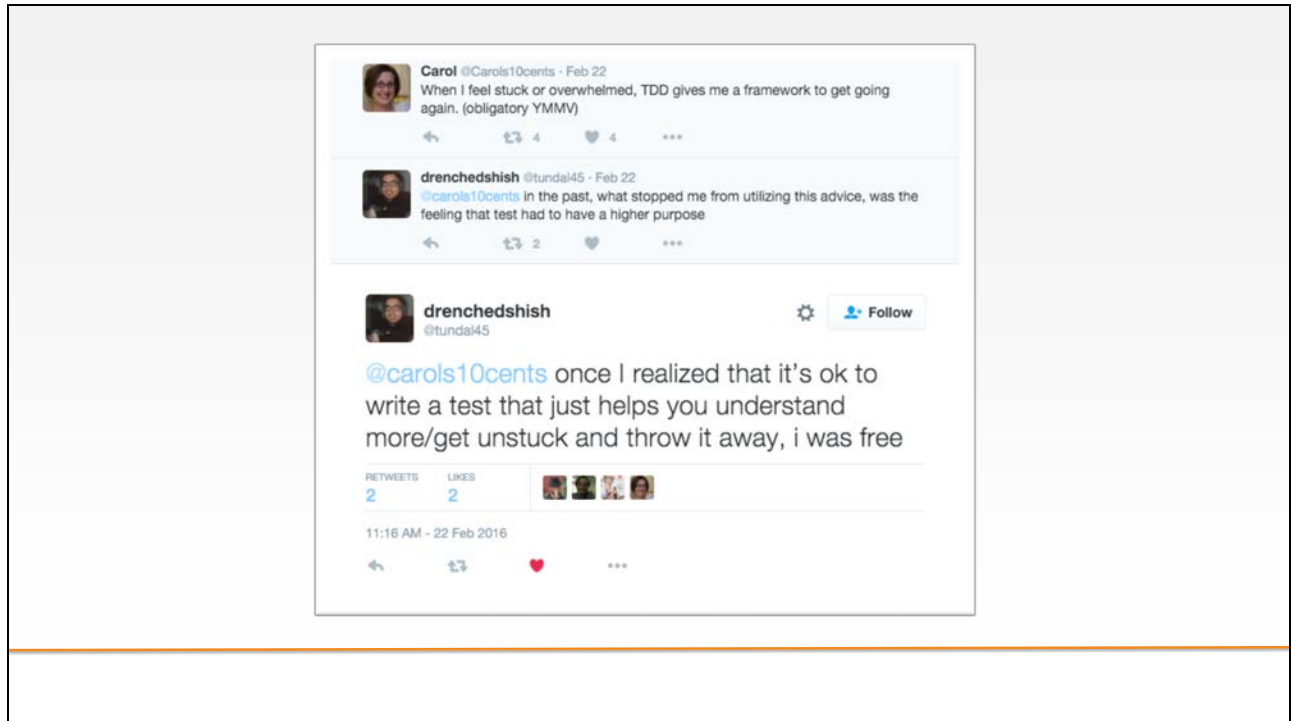 Carol @Carols10cents · Feb 22
When I feel stuck or overwhelmed, TDD gives me a framework to get going
again. (obligatory YMMV)
4 4
drenchedshish @tundal45 · Feb 22
@carols10cents in the past, what stopped me from utilizing this advice, was the
feeling that test had to have a higher purpose
2
drenchedshish
@tundal45
Follow
@carols10cents once I realized that it's ok to
write a test that just helps you understand
more/get unstuck and throw it away, i was free
RETWEETS LIKES
2 2
11:16 AM - 22 Feb 2016